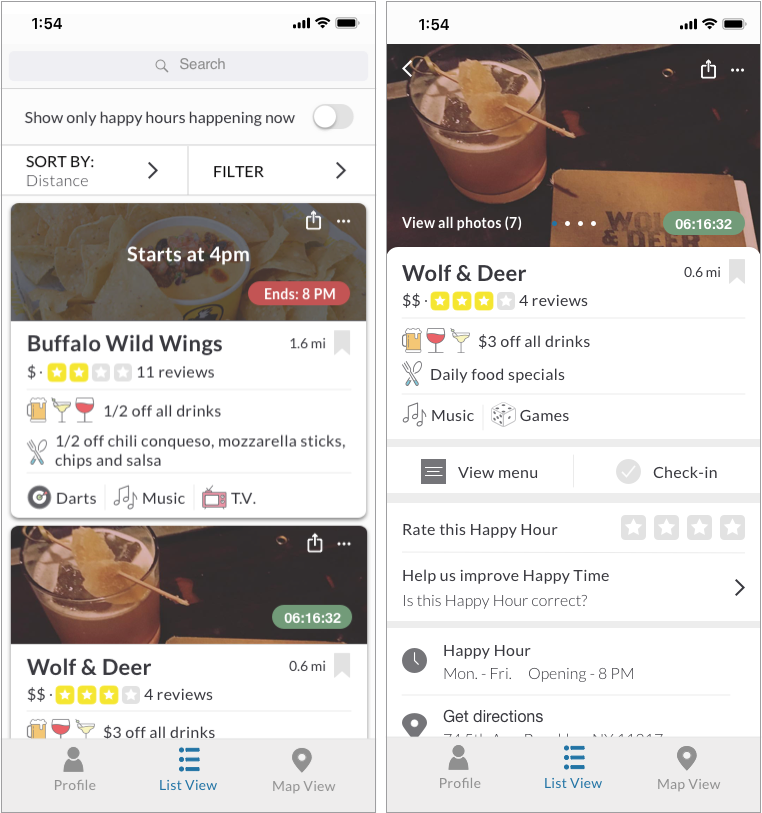 1:54
Search
Show only happy hours happening now
SORT BY:
Distance
FILTER
Starts at 4pm
Ends: 8 PM
Buffalo Wild Wings
1.6 mi
$ · 11 reviews
1/2 off all drinks
1/2 off chili conqueso, mozzarella sticks,
chips and salsa
Darts
Music
T.V.
06:16:32
Wolf & Deer
0.6 mi
$$ · 4 reviews
$3 off all drinks
Profile
List View
Map View
1:54
View all photos (7)
WOLF
& DEER
06:16:32
Wolf & Deer
0.6 mi
$$ · 4 reviews
$3 off all drinks
Daily food specials
Music
Games
View menu
Check-in
Rate this Happy Hour
Help us improve Happy Time
Is this Happy Hour correct?
Happy Hour
Mon. - Fri. Opening - 8 PM
Get directions
Profile
List View
Map View